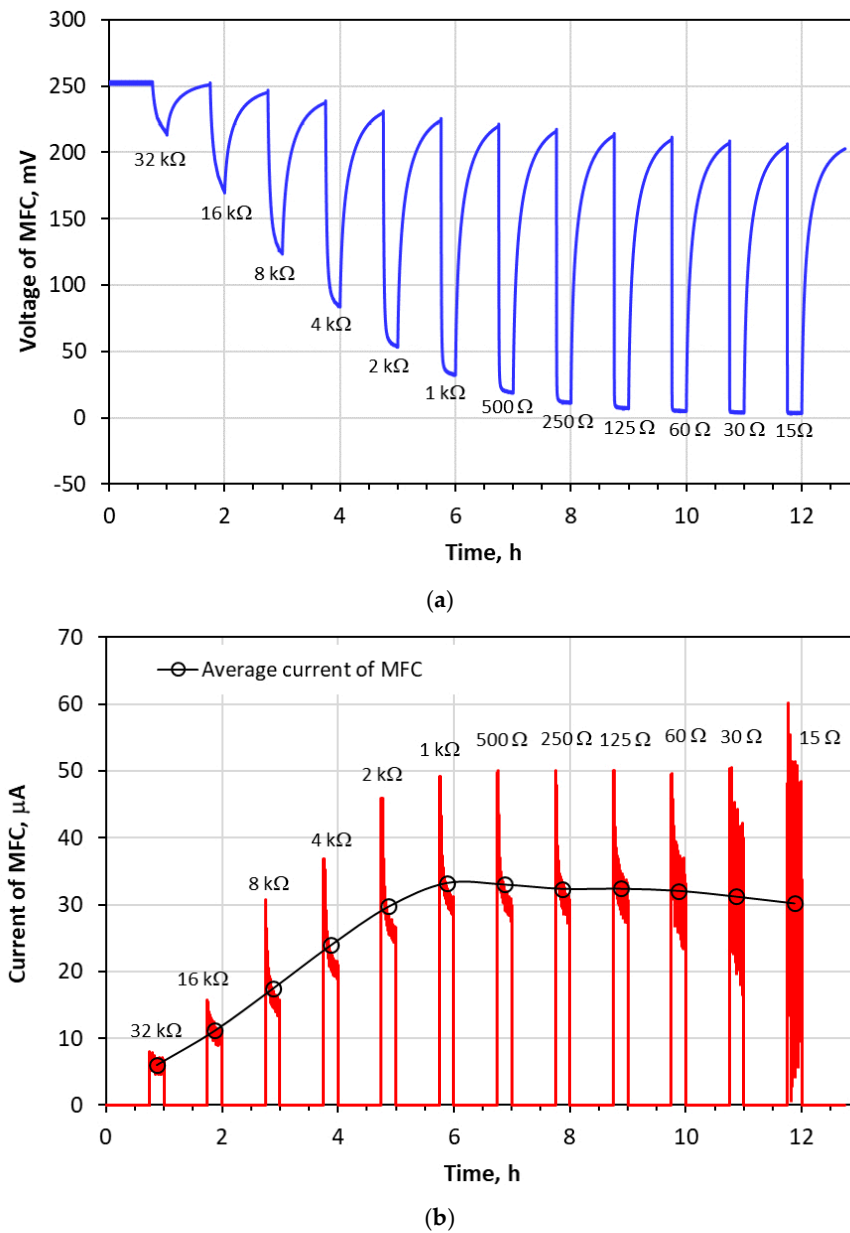 300
250
200
150
100
50
0
-50
Voltage of MFC, mV
32 kΩ
16 kΩ
8 kΩ
4 kΩ
2 kΩ
1 kΩ
500 Ω
250 Ω
125 Ω
60 Ω
30 Ω
15Ω
0 2 4 6 8 10 12
Time, h
(a)
70
60
50
40
30
20
10
0
Current of MFC, μA
Average current of MFC
32 kΩ
16 kΩ
8 kΩ
4 kΩ
2 kΩ
1 kΩ
500 Ω
250 Ω
125 Ω
60 Ω
30 Ω
15 Ω
0 2 4 6 8 10 12
Time, h
(b)